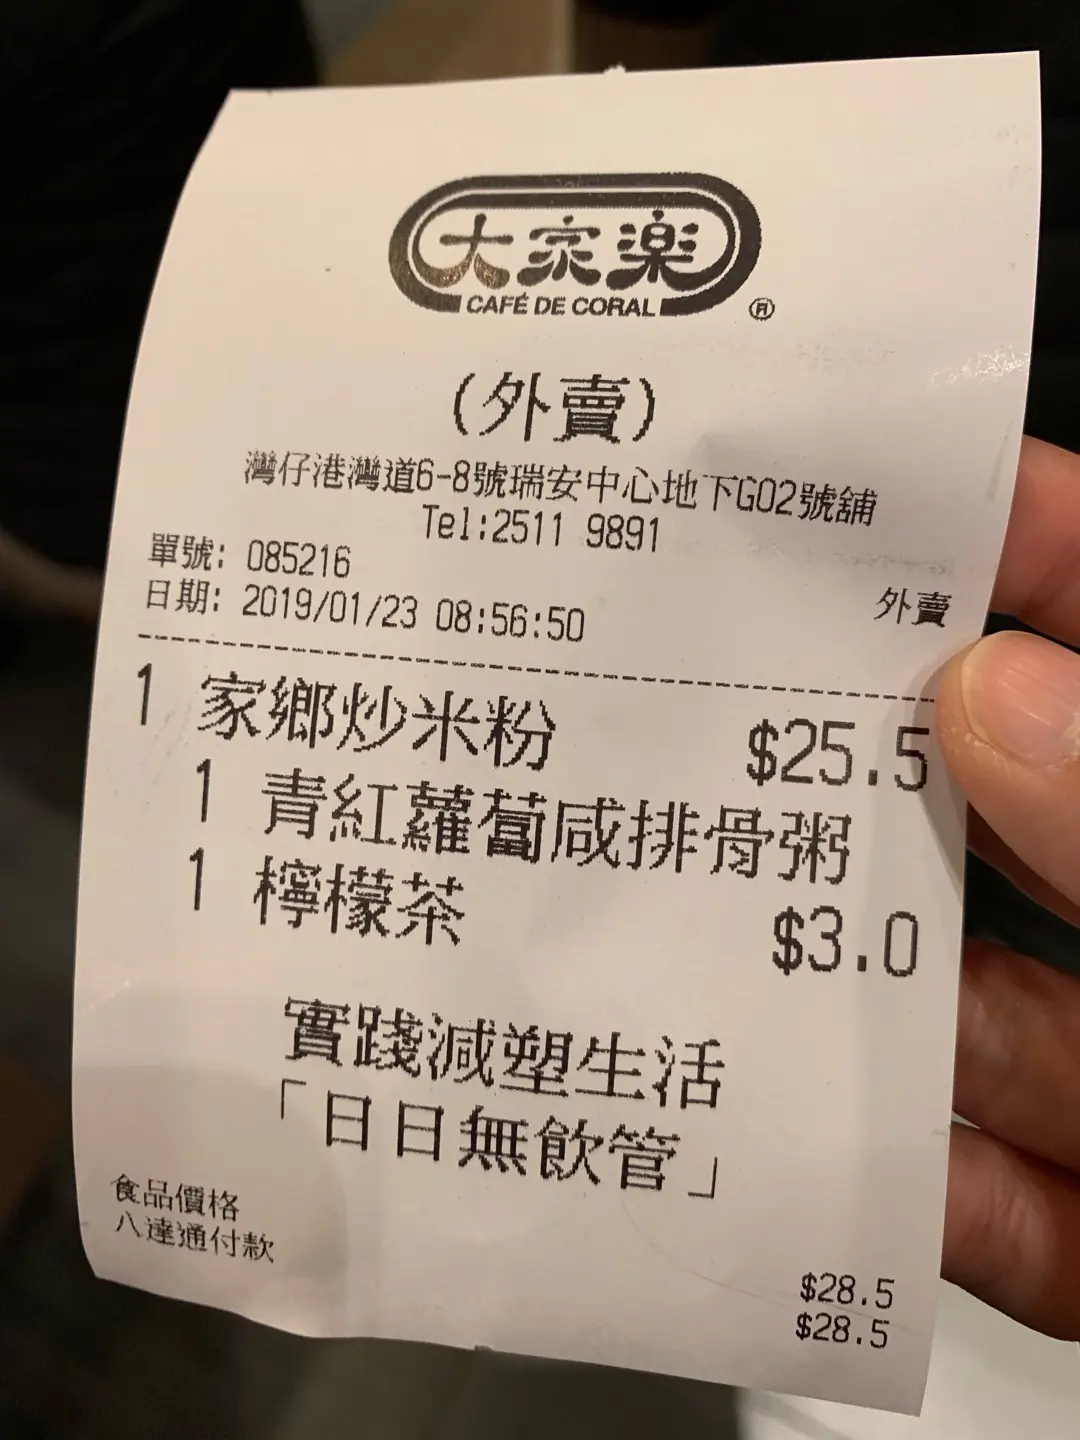 大家樂
CAFÉ DE CORAL ®
(外賣)
灣仔港灣道6-8號瑞安中心地下G02號舖
Tel:2511 9891
單號: 085216
外賣
日期: 2019/01/23 08:56:50
1 家鄉炒米粉 $25.5
1 青紅蘿蔔咸排骨粥
1 檸檬茶 $3.0
實踐減塑生活
「日日無飲管」
食品價格 $28.5
八達通付款 $28.5